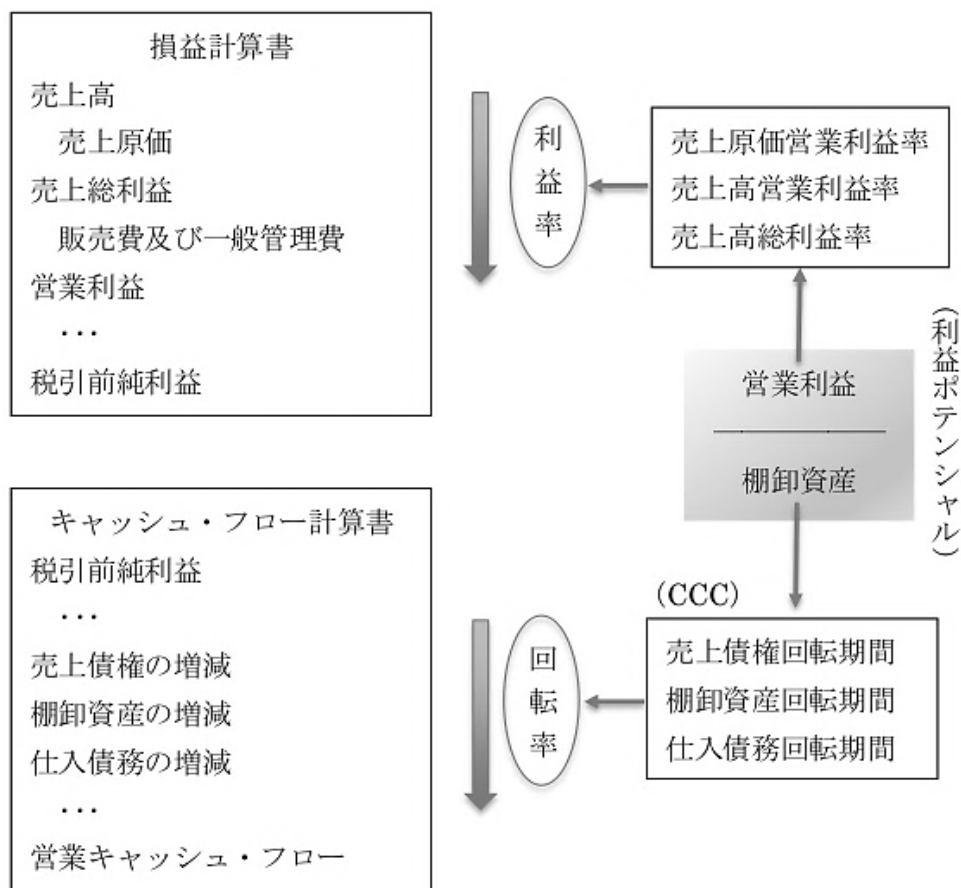 損益計算書
売上高
売上原価
売上総利益
販売費及び一般管理費
営業利益
・・・
税引前純利益
利益率
売上原価営業利益率
売上高営業利益率
売上高総利益率
営業利益
棚卸資産
(利益ポテンシャル)
キャッシュ・フロー計算書
税引前純利益
・・・
売上債権の増減
棚卸資産の増減
仕入債務の増減
・・・
営業キャッシュ・フロー
回転率
(CCC)
売上債権回転期間
棚卸資産回転期間
仕入債務回転期間